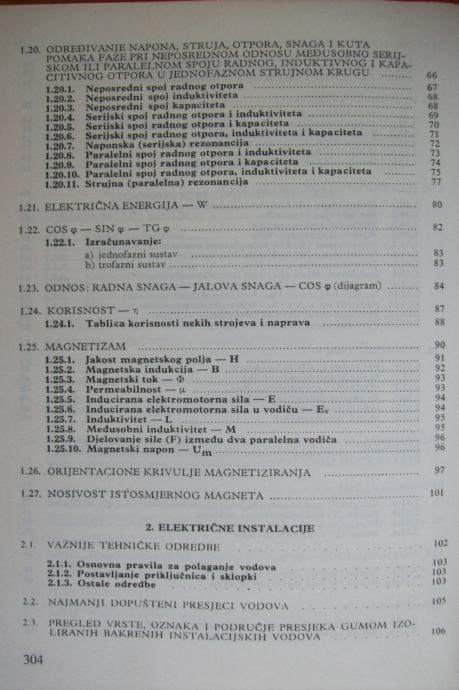 1.20. ODREĐIVANJE NAPONA, STRUJA, OTPORA, SNAGA I KUTA
POMAKA FAZE PRI NEPOSREDNOM ODNOSU MEĐUSOBNO SERIJ-
SKOM ILI PARALELNOM SPOJU RADNOG, INDUKTIVNOG I KAPA-
CITIVNOG OTPORA U JEDNOFAZNOM STRUJNOM KRUGU 66
1.20.1. Neposredni spoj radnog otpora 67
1.20.2. Neposredni spoj induktiviteta 68
1.20.3. Neposredni spoj kapaciteta 68
1.20.4. Serijski spoj radnog otpora i induktiviteta 69
1.20.5. Serijski spoj radnog otpora i kapaciteta 70
1.20.6. Serijski spoj radnog otpora, induktiviteta i kapaciteta 71
1.20.7. Naponska (serijska) rezonancija 72
1.20.8. Paralelni spoj radnog otpora i induktiviteta 73
1.20.9. Paralelni spoj radnog otpora i kapaciteta 74
1.20.10. Paralelni spoj radnog otpora, induktiviteta i kapaciteta 75
1.20.11. Strujna (paralelna) rezonancija 77
1.21. ELEKTRIČNA ENERGIJA — W 80
1.22. COS φ — SIN φ — TG φ 82
1.22.1. Izračunavanje:
a) jednofazni sustav 83
b) trofazni sustav 83
1.23. ODNOS: RADNA SNAGA — JALOVA SNAGA — COS φ (dijagram) 84
1.24. KORISNOST — η 87
1.24.1. Tablica korisnosti nekih strojeva i naprava 88
1.25. MAGNETIZAM 90
1.25.1. Jakost magnetskog polja — H 91
1.25.2. Magnetska indukcija — B 92
1.25.3. Magnetski tok — Φ 93
1.25.4. Permeabilnost — μ 93
1.25.5. Inducirana elektromotorna sila — E 94
1.25.6. Inducirana elektromotorna sila u vodiču — Ev 94
1.25.7. Induktivitet — L 95
1.25.8. Međusobni induktivitet — M 95
1.25.9. Djelovanje sile (F) između dva paralelna vodiča 96
1.25.10. Magnetski napon — Um 96
1.26. ORIJENTACIONE KRIVULJE MAGNETIZIRANJA 97
1.27. NOSIVOST ISTOSMJERNOG MAGNETA 101
2. ELEKTRIČNE INSTALACIJE
2.1. VAŽNIJE TEHNIČKE ODREDBE 102
2.1.1. Osnovna pravila za polaganje vodova 103
2.1.2. Postavljanje priključnica i sklopki 103
2.1.3. Ostale odredbe 103
2.2. NAJMANJI DOPUŠTENI PRESJECI VODOVA 105
2.3. PREGLED VRSTE, OZNAKA I PODRUČJE PRESJEKA GUMOM IZO-
LIRANIH BAKRENIH INSTALACIJSKIH VODOVA 106
304